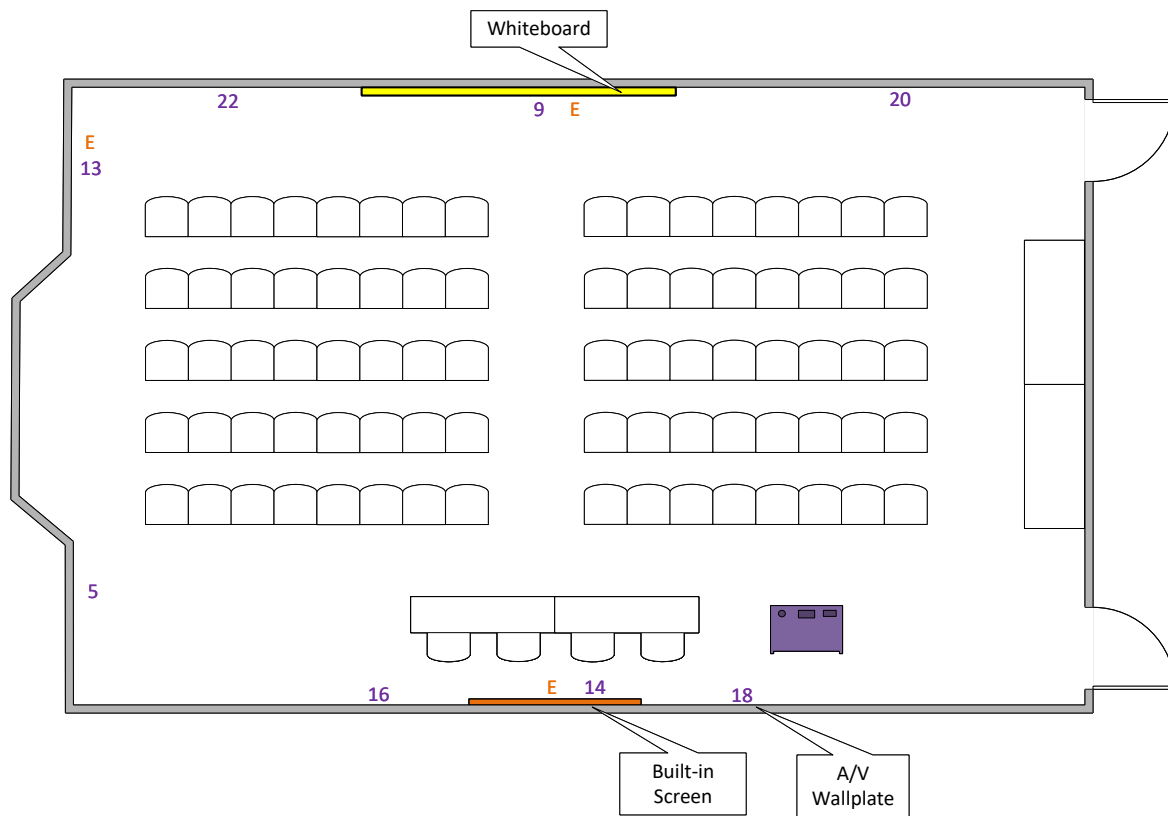 Whiteboard
22
9 E
20
E
13
5
16
E 14
18
Built-in
Screen
A/V
Wallplate